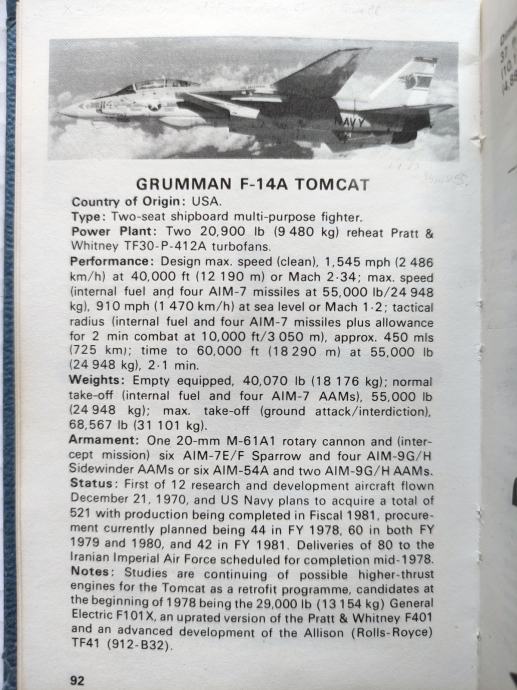 NAVY
GRUMMAN F-14A TOMCAT
Country of Origin: USA.
Type: Two-seat shipboard multi-purpose fighter.
Power Plant: Two 20,900 lb (9 480 kg) reheat Pratt &
Whitney TF30-P-412A turbofans.
Performance: Design max. speed (clean), 1,545 mph (2 486
km/h) at 40,000 ft (12 190 m) or Mach 2·34; max. speed
(internal fuel and four AIM-7 missiles at 55,000 lb/24 948
kg), 910 mph (1 470 km/h) at sea level or Mach 1·2; tactical
radius (internal fuel and four AIM-7 missiles plus allowance
for 2 min combat at 10,000 ft/3 050 m), approx. 450 mls
(725 km); time to 60,000 ft (18 290 m) at 55,000 lb
(24 948 kg), 2·1 min.
Weights: Empty equipped, 40,070 lb (18 176 kg); normal
take-off (internal fuel and four AIM-7 AAMs), 55,000 lb
(24 948 kg); max. take-off (ground attack/interdiction),
68,567 lb (31 101 kg).
Armament: One 20-mm M-61A1 rotary cannon and (inter-
cept mission) six AIM-7E/F Sparrow and four AIM-9G/H
Sidewinder AAMs or six AIM-54A and two AIM-9G/H AAMs.
Status: First of 12 research and development aircraft flown
December 21, 1970, and US Navy plans to acquire a total of
521 with production being completed in Fiscal 1981, procure-
ment currently planned being 44 in FY 1978, 60 in both FY
1979 and 1980, and 42 in FY 1981. Deliveries of 80 to the
Iranian Imperial Air Force scheduled for completion mid-1978.
Notes: Studies are continuing of possible higher-thrust
engines for the Tomcat as a retrofit programme, candidates at
the beginning of 1978 being the 29,000 lb (13 154 kg) General
Electric F101X, an uprated version of the Pratt & Whitney F401
and an advanced development of the Allison (Rolls-Royce)
TF41 (912-B32).
92